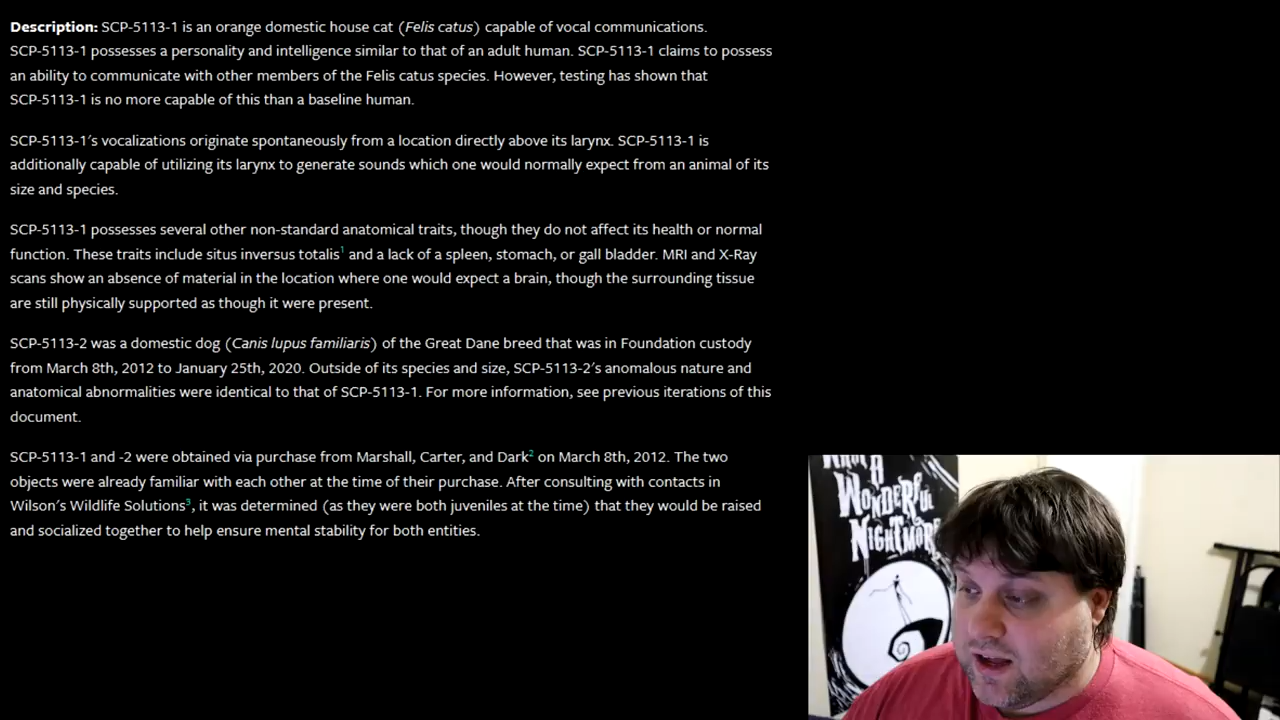 Description: SCP-5113-1 is an orange domestic house cat (Felis catus) capable of vocal communications.
SCP-5113-1 possesses a personality and intelligence similar to that of an adult human. SCP-5113-1 claims to possess
an ability to communicate with other members of the Felis catus species. However, testing has shown that
SCP-5113-1 is no more capable of this than a baseline human.
SCP-5113-1's vocalizations originate spontaneously from a location directly above its larynx. SCP-5113-1 is
additionally capable of utilizing its larynx to generate sounds which one would normally expect from an animal of its
size and species.
SCP-5113-1 possesses several other non-standard anatomical traits, though they do not affect its health or normal
function. These traits include situs inversus totalis1 and a lack of a spleen, stomach, or gall bladder. MRI and X-Ray
scans show an absence of material in the location where one would expect a brain, though the surrounding tissue
are still physically supported as though it were present.
SCP-5113-2 was a domestic dog (Canis lupus familiaris) of the Great Dane breed that was in Foundation custody
from March 8th, 2012 to January 25th, 2020. Outside of its species and size, SCP-5113-2's anomalous nature and
anatomical abnormalities were identical to that of SCP-5113-1. For more information, see previous iterations of this
document.
SCP-5113-1 and -2 were obtained via purchase from Marshall, Carter, and Dark2 on March 8th, 2012. The two
objects were already familiar with each other at the time of their purchase. After consulting with contacts in
Wilson's Wildlife Solutions3, it was determined (as they were both juveniles at the time) that they would be raised
and socialized together to help ensure mental stability for both entities.
A
WONDERFUL
NIGHTMARE